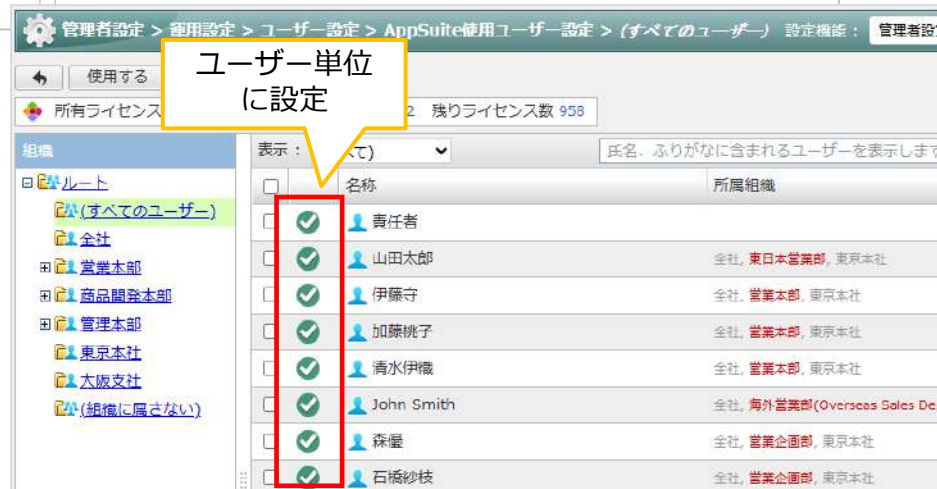 管理者設定 > 運用設定 > ユーザー設定 > AppSuite使用ユーザー設定 > (すべてのユーザー) 設定機能： 管理者設
使用する
ユーザー単位
に設定
所有ライセンス
2 残りライセンス数 958
組織
表示：
て)
氏名、ふりがなに含まれるユーザーを表示します
ルート
(すべてのユーザー)
全社
営業本部
商品開発本部
管理本部
東京本社
大阪支社
(組織に属さない)
名称 所属組織
責任者
山田太郎 全社, 東日本営業部, 東京本社
伊藤守 全社, 営業本部, 東京本社
加藤桃子 全社, 営業本部, 東京本社
清水伊織 全社, 営業本部, 東京本社
John Smith 全社, 海外営業部(Overseas Sales De
森優 全社, 営業企画部, 東京本社
石橋紗枝 全社, 営業企画部, 東京本社